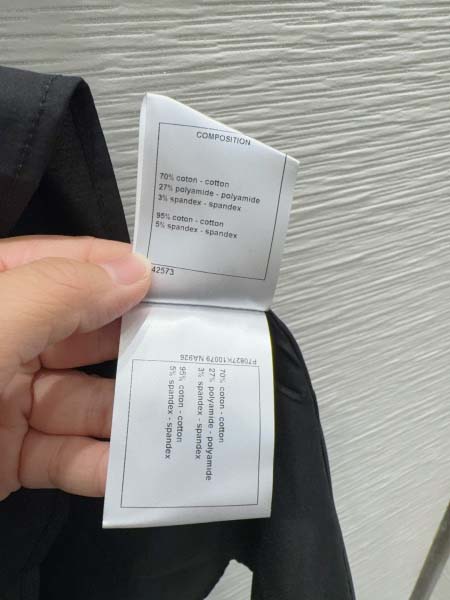 COMPOSITION
70% coton - cotton
27% polyamide - polyamide
3% spandex - spandex
95% coton - cotton
5% spandex - spandex
42573
P70827K10079 NA926
70% coton - cotton
27% polyamide - polyamide
3% spandex - spandex
95% coton - cotton
5% spandex - spandex